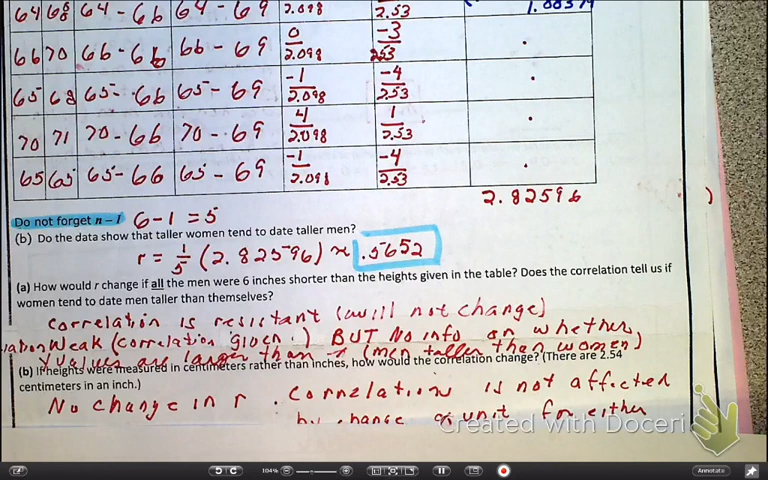 64 68 64-66 64-69 2.098 2.53 1.00379
66 70 66-66 66-69 0/2.098 -3/2.53 .
65 68 65-66 65-69 -1/2.098 -4/2.53 .
70 71 70-66 70-69 4/2.098 1/2.53 .
65 65 65-66 65-69 -1/2.098 -4/2.53 .
2.82596 )
Do not forget n-1 6-1=5
(b) Do the data show that taller women tend to date taller men?
r = 1/5 (2.82596) ≈ .5652
(a) How would r change if all the men were 6 inches shorter than the heights given in the table? Does the correlation tell us if
women tend to date men taller than themselves?
correlation is resistant (will not change)
Weak (correlation given.) BUT No info on whether
y values are larger than x (men taller than women)
(b) If heights were measured in centimeters rather than inches, how would the correlation change? (There are 2.54
centimeters in an inch.)
No change in r. Correlation is not affected
by change of unit for either
Created with Doceri
104%
Annotate